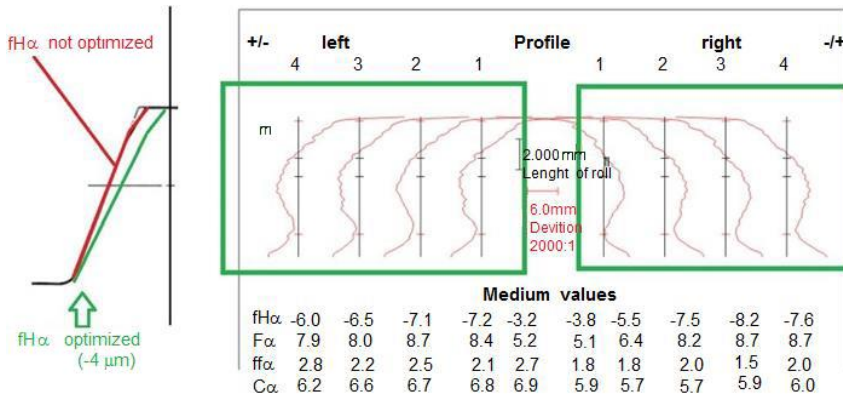 fHα not optimized
fHα optimized
(-4 μm)
+/- left Profile right -/+
4 3 2 1 1 2 3 4
m
n
2.000mm
Lenght of roll
6.0mm
Devition
2000:1
Medium values
fHα -6.0 -6.5 -7.1 -7.2 -3.2 -3.8 -5.5 -7.5 -8.2 -7.6
Fα 7.9 8.0 8.7 8.4 5.2 5.1 6.4 8.2 8.7 8.7
ffα 2.8 2.2 2.5 2.1 2.7 1.8 1.8 2.0 1.5 2.0
Cα 6.2 6.6 6.7 6.8 6.9 5.9 5.7 5.7 5.9 6.0